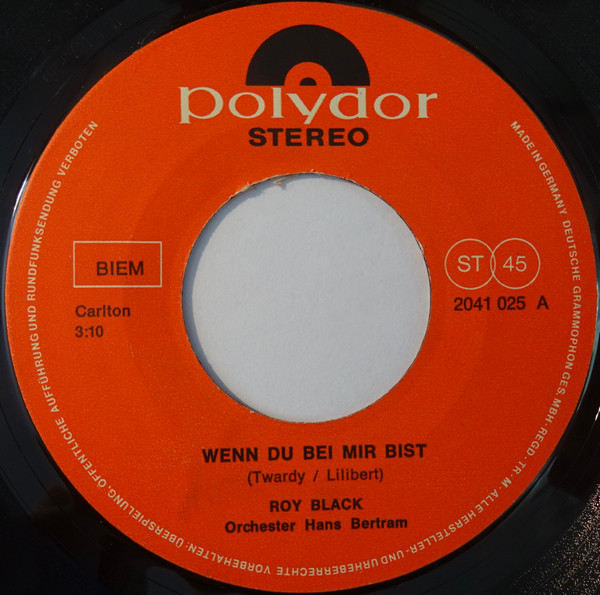 polydor
STEREO
BIEM
Carlton
3:10
ST 45
2041 025 A
WENN DU BEI MIR BIST
(Twardy / Lilibert)
ROY BLACK
Orchester Hans Bertram
MADE IN GERMANY DEUTSCHE GRAMMOPHON GES. MBH · REGD · TR · M · ALLE HERSTELLER- UND URHEBERRECHTE VORBEHALTEN: ÜBERSPIELUNG ÖFFENTLICHE AUFFÜHRUNG UND RUNDFUNKSENDUNG VERBOTEN